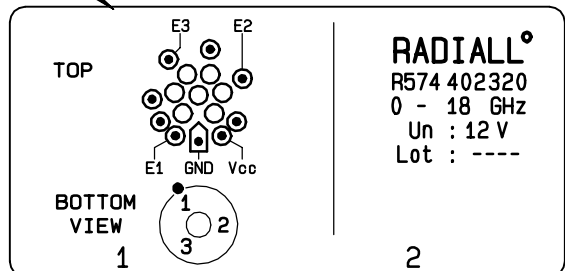 E3 E2
TOP
E1 GND Vcc
BOTTOM
VIEW
1
2
3
1
RADIALL°
R574 402320
0 - 18 GHz
Un : 12 V
Lot : ----
2